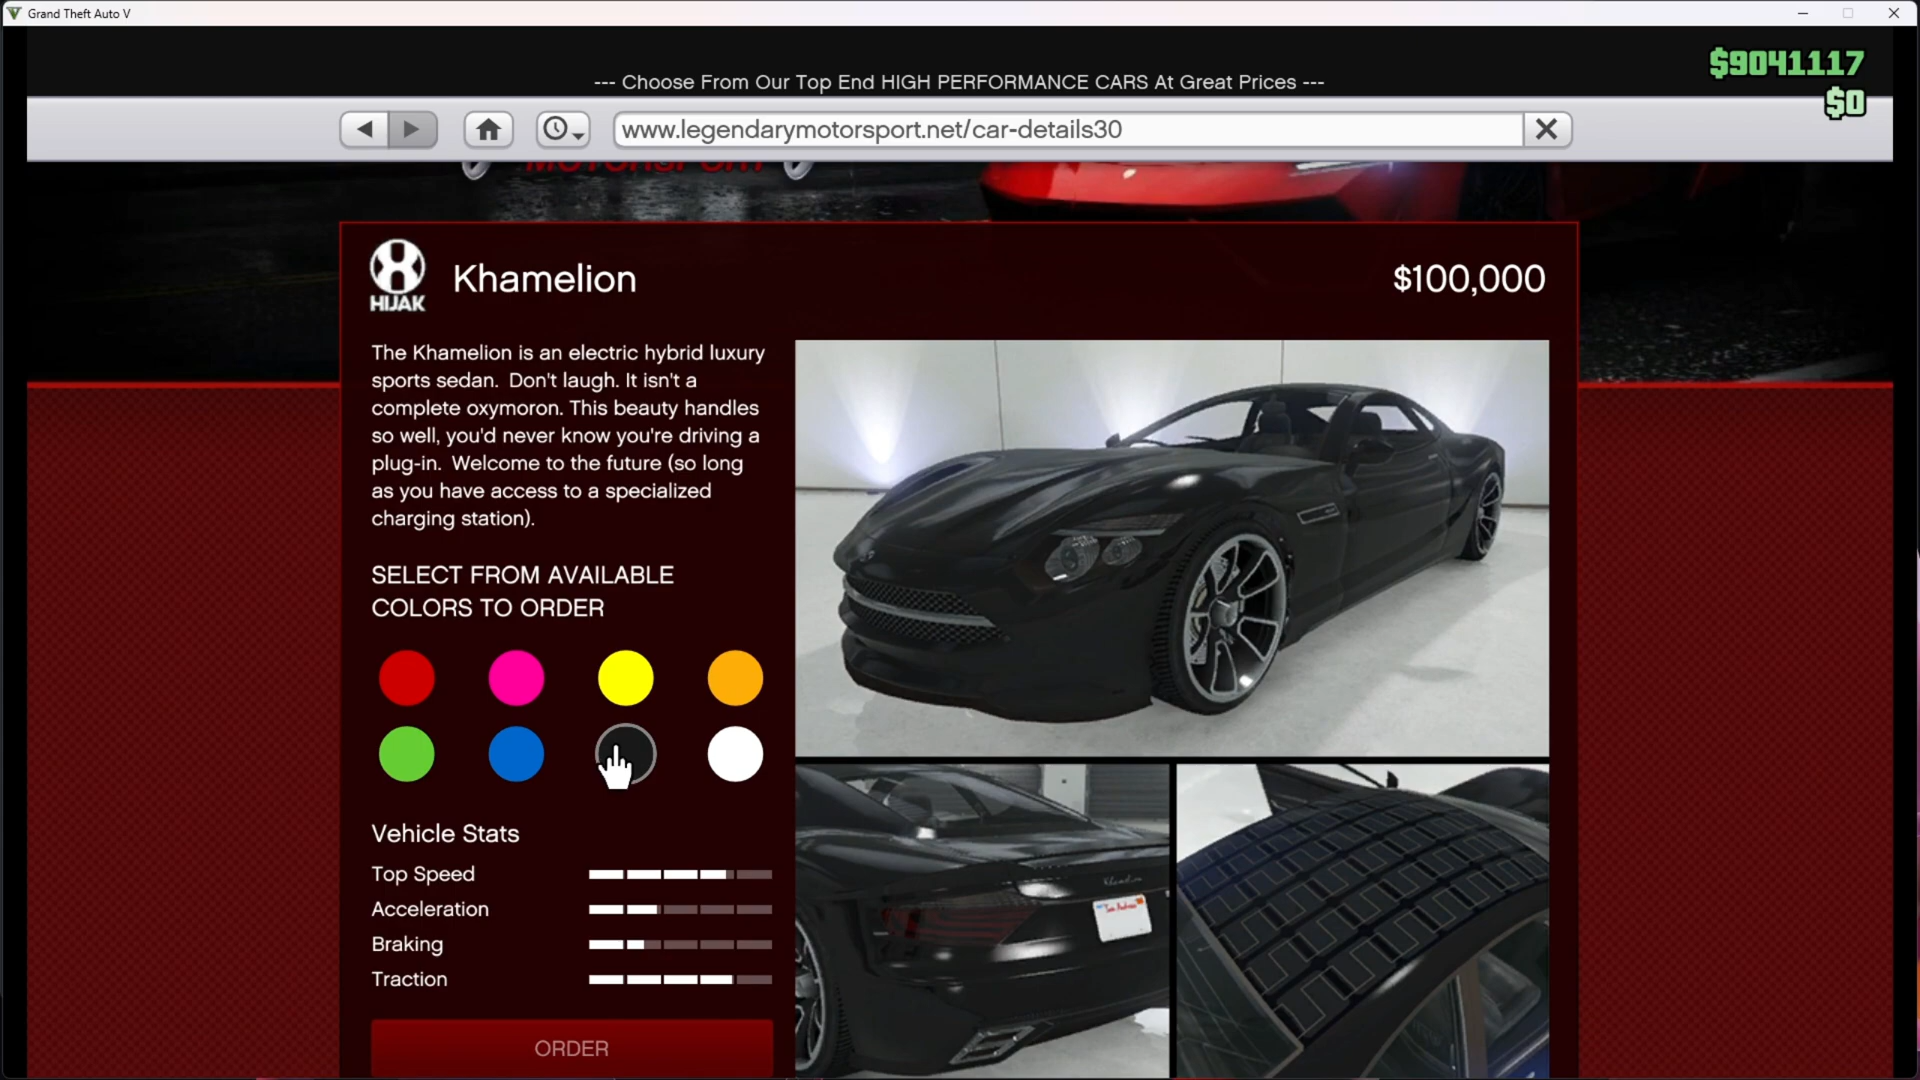 Grand Theft Auto V
$9041117
--- Choose From Our Top End HIGH PERFORMANCE CARS At Great Prices ---
$0
www.legendarymotorsport.net/car-details30
MOTORSPORT
HIJAK
Khamelion
$100,000
The Khamelion is an electric hybrid luxury
sports sedan. Don't laugh. It isn't a
complete oxymoron. This beauty handles
so well, you'd never know you're driving a
plug-in. Welcome to the future (so long
as you have access to a specialized
charging station).
SELECT FROM AVAILABLE
COLORS TO ORDER
Vehicle Stats
Top Speed
Acceleration
Braking
Traction
ORDER
Khamelion
San Andreas